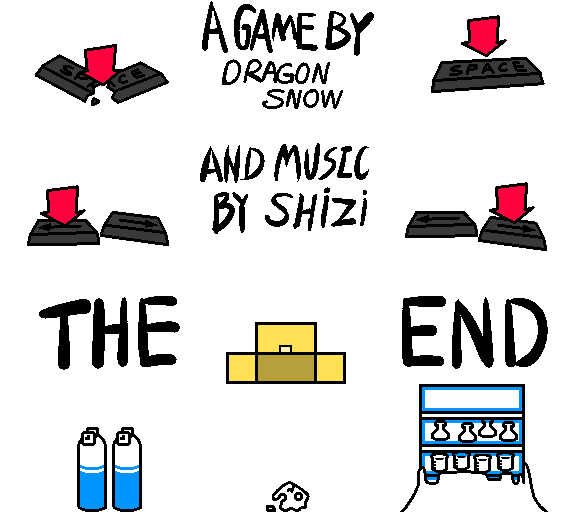 A GAME BY
DRAGON
SNOW
SPACE
SPACE
AND MUSIC
BY SHiZi
THE END